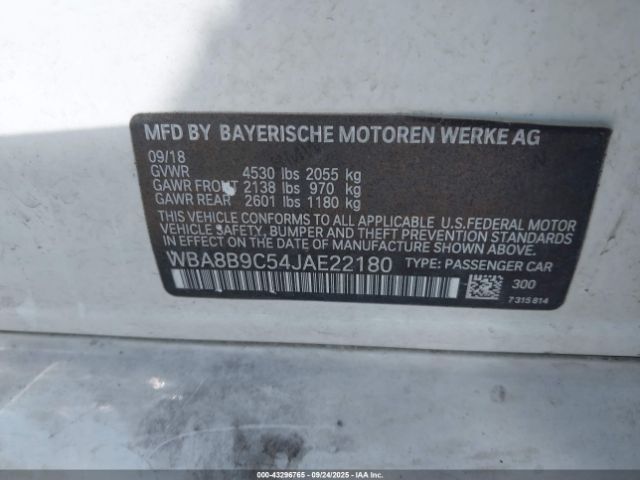 MFD BY BAYERISCHE MOTOREN WERKE AG
09/18
GVWR 4530 lbs 2055 kg
GAWR FRONT 2138 lbs 970 kg
GAWR REAR 2601 lbs 1180 kg
THIS VEHICLE CONFORMS TO ALL APPLICABLE U.S.FEDERAL MOTOR
VEHICLE SAFETY, BUMPER, AND THEFT PREVENTION STANDARDS
IN EFFECT ON THE DATE OF MANUFACTURE SHOWN ABOVE.
WBA8B9C54JAE22180 TYPE: PASSENGER CAR
300
7315814
000-43296765 - 09/24/2025 - IAAI.COM